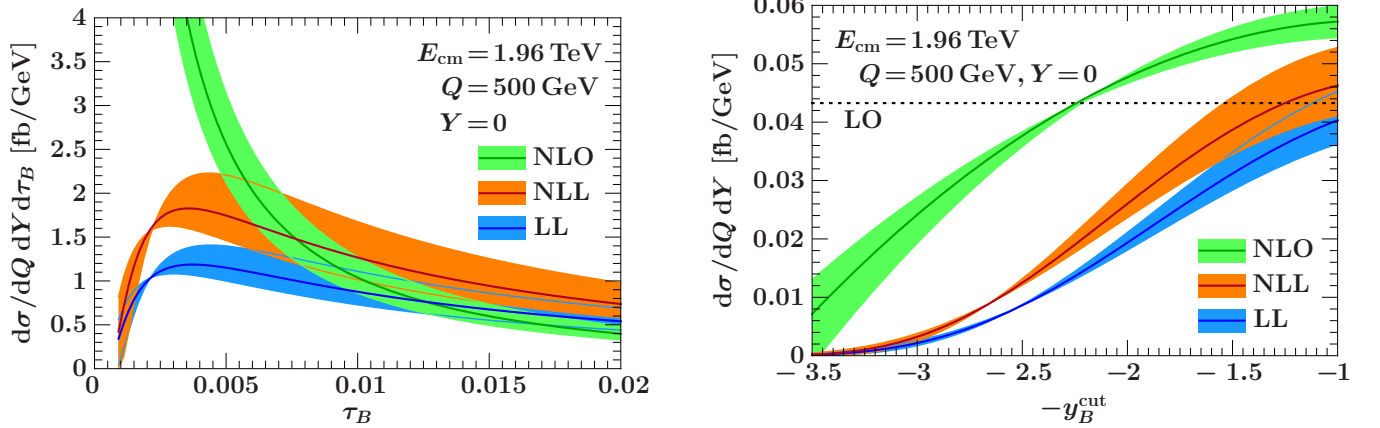 dσ/dQ dY dτ_B [fb/GeV]
4
3.5
3
2.5
2
1.5
1
0.5
0
0
0.005
0.01
0.015
0.02
τ_B
E_cm = 1.96 TeV
Q = 500 GeV
Y = 0
NLO
NLL
LL
dσ/dQ dY [fb/GeV]
0.06
0.05
0.04
0.03
0.02
0.01
0
−3.5
−3
−2.5
−2
−1.5
−1
−y_B^cut
E_cm = 1.96 TeV
Q = 500 GeV, Y = 0
LO
NLO
NLL
LL